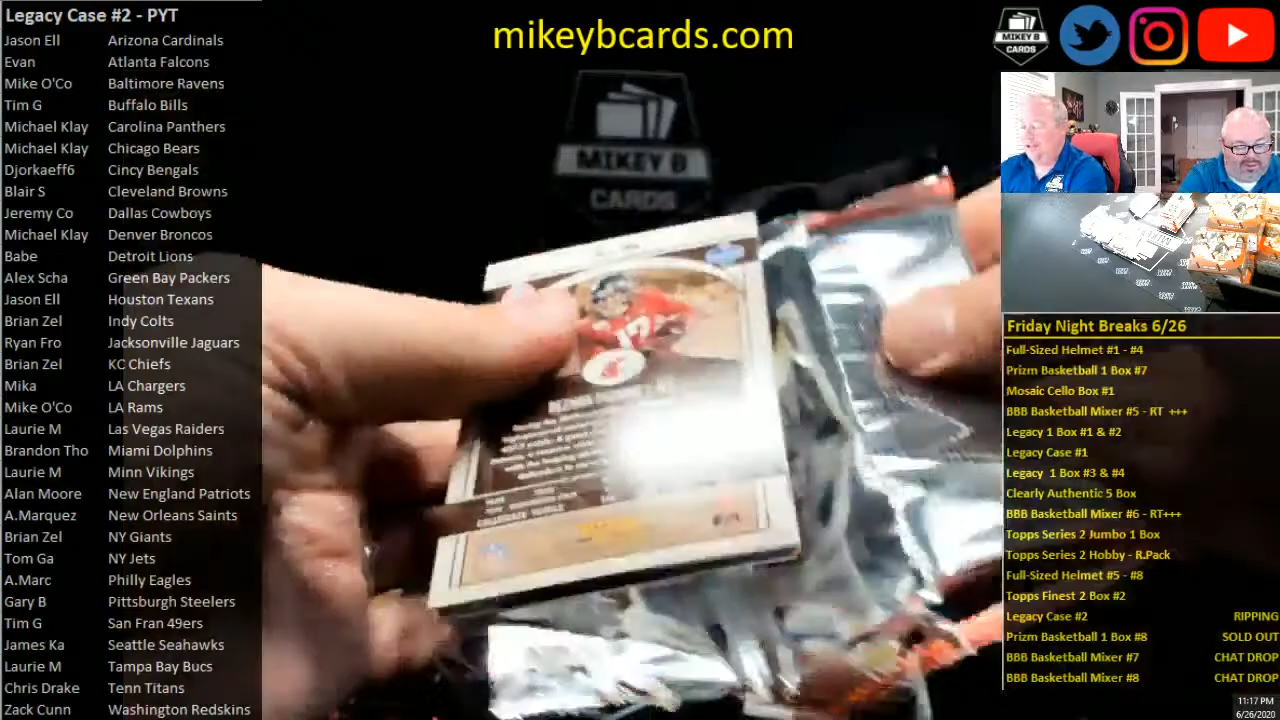 Legacy Case #2 - PYT
Jason Ell Arizona Cardinals
Evan Atlanta Falcons
Mike O'Co Baltimore Ravens
Tim G Buffalo Bills
Michael Klay Carolina Panthers
Michael Klay Chicago Bears
Djorkaeff6 Cincy Bengals
Blair S Cleveland Browns
Jeremy Co Dallas Cowboys
Michael Klay Denver Broncos
Babe Detroit Lions
Alex Scha Green Bay Packers
Jason Ell Houston Texans
Brian Zel Indy Colts
Ryan Fro Jacksonville Jaguars
Brian Zel KC Chiefs
Mika LA Chargers
Mike O'Co LA Rams
Laurie M Las Vegas Raiders
Brandon Tho Miami Dolphins
Laurie M Minn Vikings
Alan Moore New England Patriots
A.Marquez New Orleans Saints
Brian Zel NY Giants
Tom Ga NY Jets
A.Marc Philly Eagles
Gary B Pittsburgh Steelers
Tim G San Fran 49ers
James Ka Seattle Seahawks
Laurie M Tampa Bay Bucs
Chris Drake Tenn Titans
Zack Cunn Washington Redskins
mikeybcards.com
MIKEY B
CARDS
MIKEY B
CARDS
17
Friday Night Breaks 6/26
Full-Sized Helmet #1 - #4
Prizm Basketball 1 Box #7
Mosaic Cello Box #1
BBB Basketball Mixer #5 - RT +++
Legacy 1 Box #1 & #2
Legacy Case #1
Legacy 1 Box #3 & #4
Clearly Authentic 5 Box
BBB Basketball Mixer #6 - RT+++
Topps Series 2 Jumbo 1 Box
Topps Series 2 Hobby - R.Pack
Full-Sized Helmet #5 - #8
Topps Finest 2 Box #2
Legacy Case #2 RIPPING
Prizm Basketball 1 Box #8 SOLD OUT
BBB Basketball Mixer #7 CHAT DROP
BBB Basketball Mixer #8 CHAT DROP
11:17 PM
6/26/2020